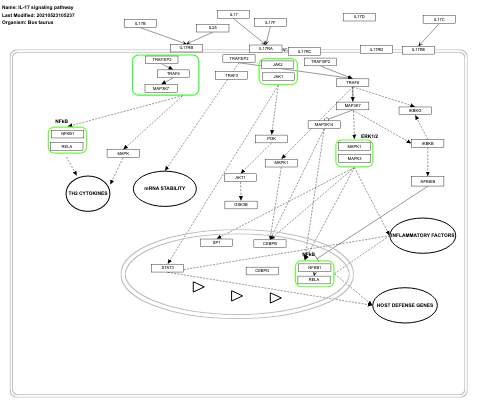 Name: IL-17 signaling pathway
Last Modified: 20210523105237
Organism: Bos taurus
IL17B
IL25
IL17
IL17F
IL17D
IL17C
IL17RB
IL17RA
IL17RC
IL17RD
IL17RE
TRAF3IP2
TRAF6
MAP3K7
TRAF3IP2
TRAF3
JAK2
JAK1
TRAF3IP2
TRAF6
MAP3K7
MAP3K14
IKBKG
IKBKB
NFKBIB
NFkB
NFKB1
RELA
MAPK
PI3K
MAPK1
ERK1/2
MAPK1
MAPK3
AKT1
GSK3B
TH2 CYTOKINES
mRNA STABILITY
SP1
CEBPB
INFLAMMATORY FACTORS
NFkB
NFKB1
RELA
STAT3
CEBPD
HOST DEFENSE GENES